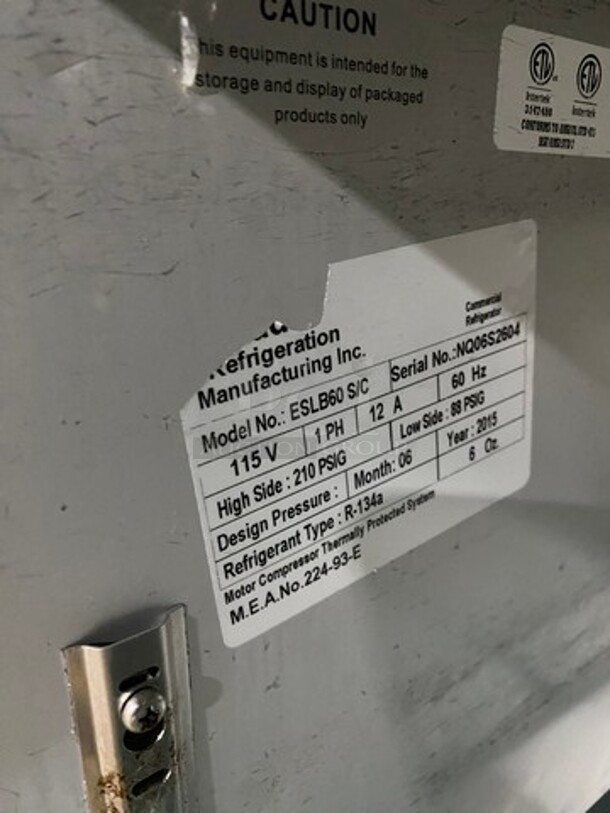 CAUTION
his equipment is intended for the
storage and display of packaged
products only
ETL
ETL
Intertek
Intertek
Refrigeration
Manufacturing Inc.
Commercial
Refrigerator
Model No.: ESLB60 S/C Serial No.:NQ06S2604
115 V 1 PH 12 A 60 Hz
High Side : 210 PSIG Low Side : 88 PSIG
Design Pressure : Month: 06 Year : 2015
Refrigerant Type : R-134a 6 Oz.
Motor Compressor Thermally Protected System
M.E.A.No.224-93-E